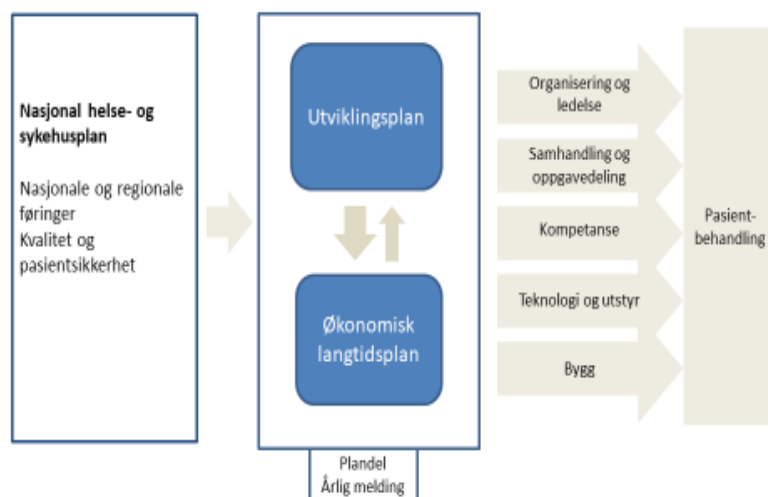 Nasjonal helse- og
sykehusplan
Nasjonale og regionale
føringer
Kvalitet og
pasientsikkerhet
Utviklingsplan
Økonomisk
langtidsplan
Plandel
Årlig melding
Organisering og
ledelse
Samhandling og
oppgavedeling
Kompetanse
Teknologi og utstyr
Bygg
Pasient-
behandling